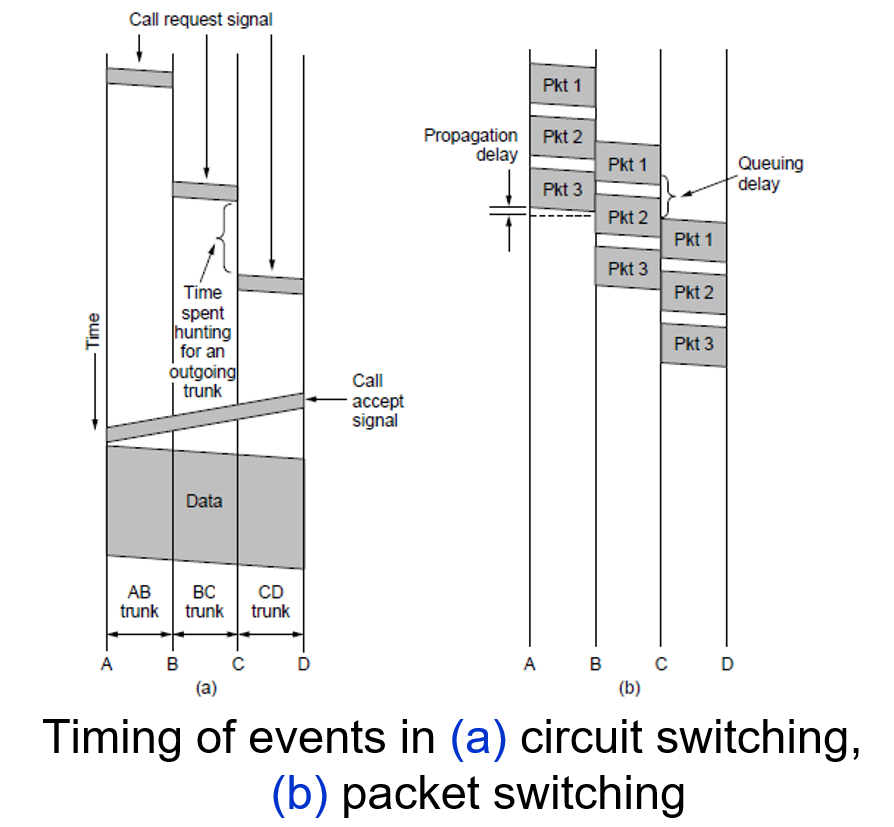 Call request signal
Time
spent
hunting
for an
outgoing
trunk
Time
Call
accept
signal
Data
AB
trunk
BC
trunk
CD
trunk
A
B
C
D
(a)
Pkt 1
Pkt 2
Pkt 3
Propagation
delay
Pkt 1
Pkt 2
Pkt 3
Queuing
delay
Pkt 1
Pkt 2
Pkt 3
A
B
C
D
(b)
Timing of events in (a) circuit switching,
(b) packet switching